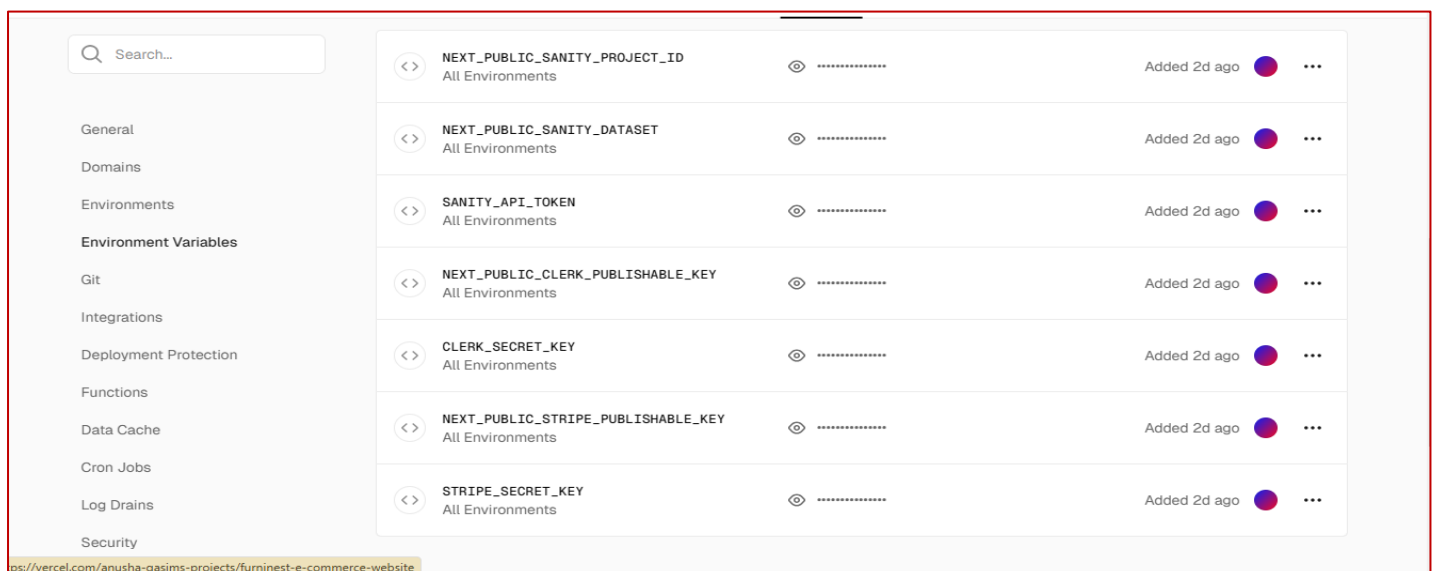 Search...
General
Domains
Environments
Environment Variables
Git
Integrations
Deployment Protection
Functions
Data Cache
Cron Jobs
Log Drains
Security
NEXT_PUBLIC_SANITY_PROJECT_ID
All Environments
Added 2d ago
NEXT_PUBLIC_SANITY_DATASET
All Environments
Added 2d ago
SANITY_API_TOKEN
All Environments
Added 2d ago
NEXT_PUBLIC_CLERK_PUBLISHABLE_KEY
All Environments
Added 2d ago
CLERK_SECRET_KEY
All Environments
Added 2d ago
NEXT_PUBLIC_STRIPE_PUBLISHABLE_KEY
All Environments
Added 2d ago
STRIPE_SECRET_KEY
All Environments
Added 2d ago
ps://vercel.com/anusha-qasims-projects/furninest-e-commerce-website